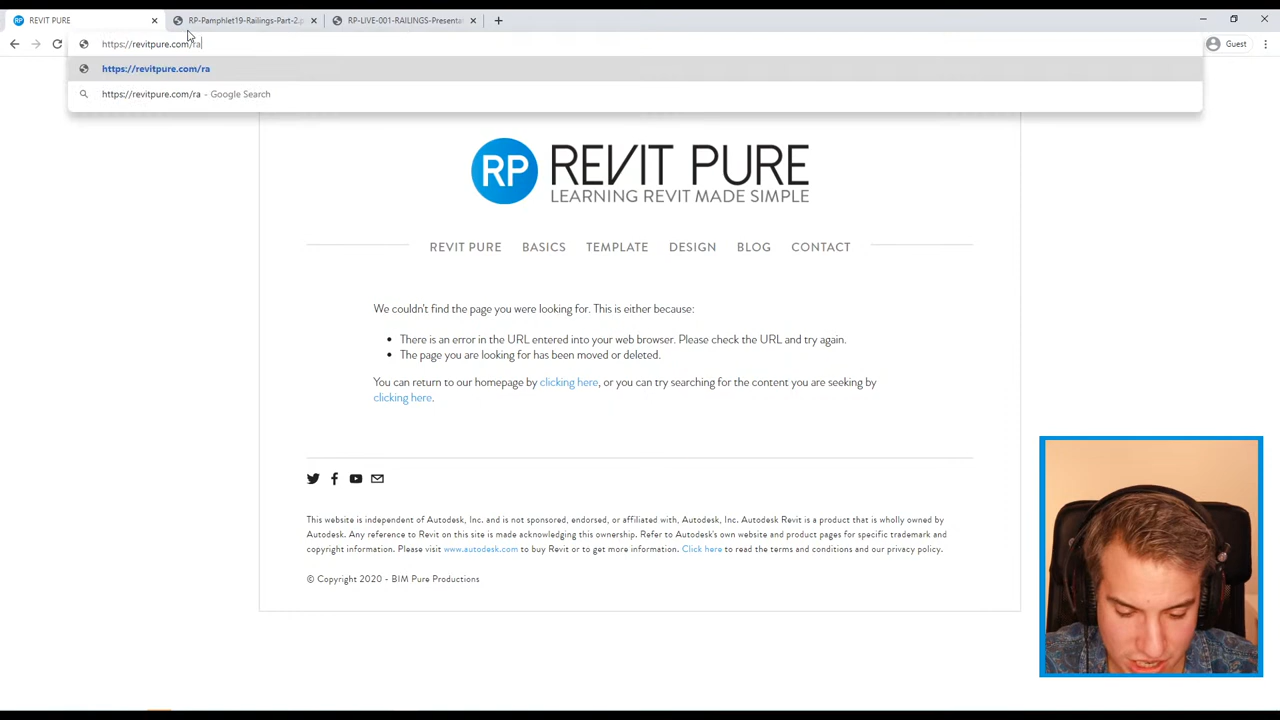 REVIT PURE
RP-Pamphlet19-Railings-Part-2.p
RP-LIVE-001-RAILINGS-Presenta
https://revitpure.com/ra
Guest
https://revitpure.com/ra
https://revitpure.com/ra - Google Search
RP REVIT PURE
LEARNING REVIT MADE SIMPLE
REVIT PURE BASICS TEMPLATE DESIGN BLOG CONTACT
We couldn't find the page you were looking for. This is either because:
• There is an error in the URL entered into your web browser. Please check the URL and try again.
• The page you are looking for has been moved or deleted.
You can return to our homepage by clicking here, or you can try searching for the content you are seeking by
clicking here.
This website is independent of Autodesk, Inc. and is not sponsored, endorsed, or affiliated with, Autodesk, Inc. Autodesk Revit is a product that is wholly owned by
Autodesk. Any reference to Revit on this site is made acknowledging this ownership. Refer to Autodesk's own website and product pages for specific trademark and
copyright information. Please visit www.autodesk.com to buy Revit or to get more information. Click here to read the terms and conditions and our privacy policy.
© Copyright 2020 - BIM Pure Productions